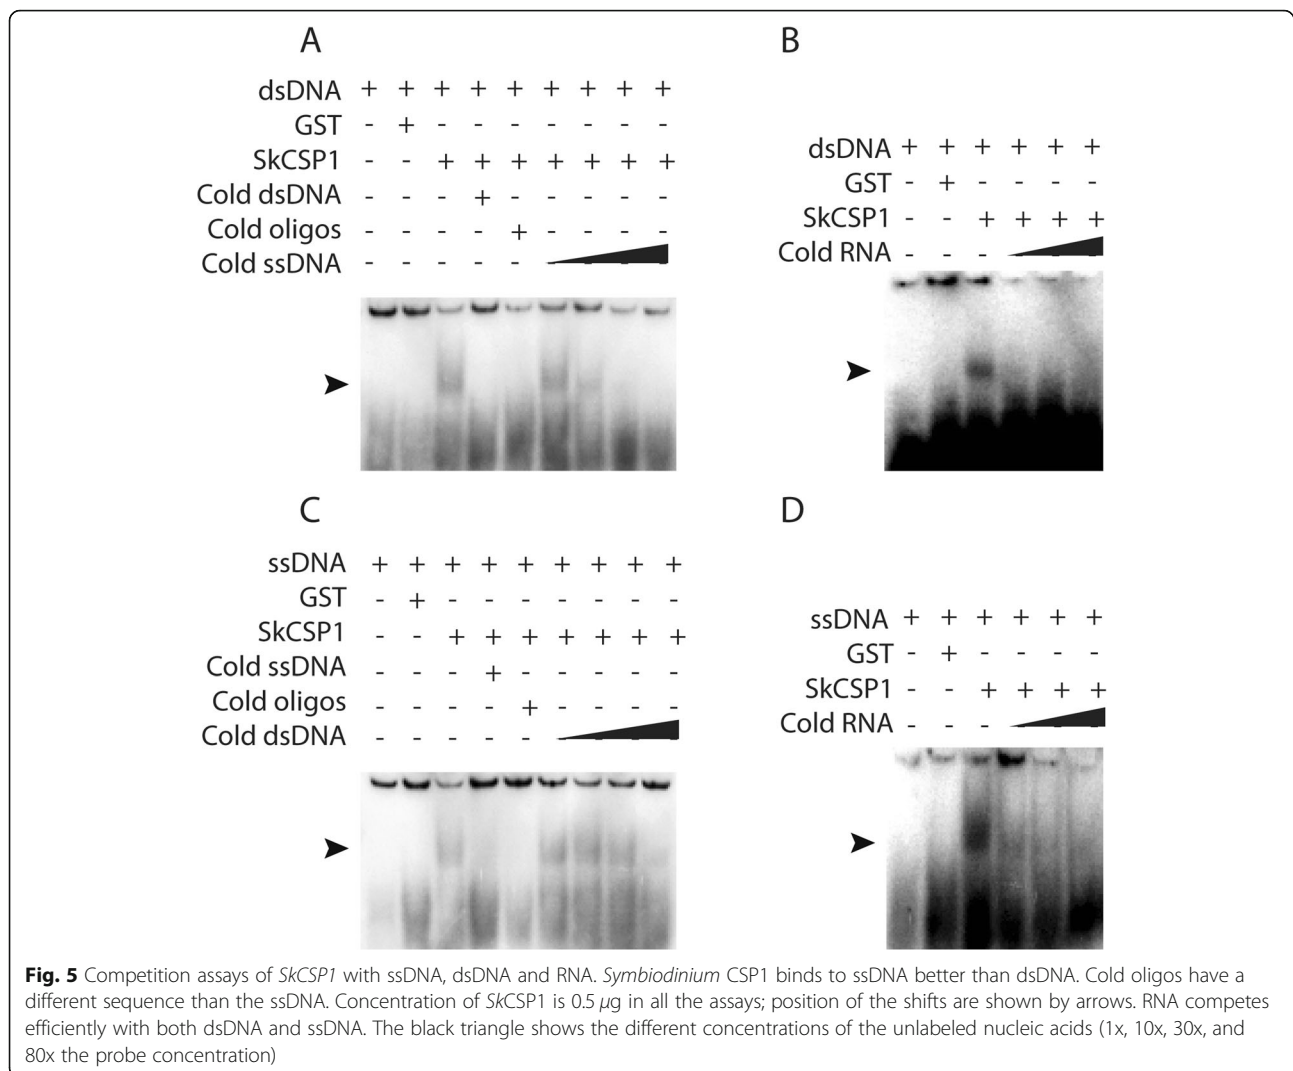 A
dsDNA + + + + + + + + +
GST - + - - - - - - -
SkCSP1 - - + + + + + + +
Cold dsDNA - - - + - - - - -
Cold oligos - - - - + - - - -
Cold ssDNA - - - - - - - - -
B
dsDNA + + + + + +
GST - + - - - -
SkCSP1 - - + + + +
Cold RNA - - - - - -
C
ssDNA + + + + + + + + +
GST - + - - - - - - -
SkCSP1 - - + + + + + + +
Cold ssDNA - - - + - - - - -
Cold oligos - - - - + - - - -
Cold dsDNA - - - - - - - - -
D
ssDNA + + + + + +
GST - + - - - -
SkCSP1 - - + + + +
Cold RNA - - - - - -
Fig. 5 Competition assays of SkCSP1 with ssDNA, dsDNA and RNA. Symbiodinium CSP1 binds to ssDNA better than dsDNA. Cold oligos have a
different sequence than the ssDNA. Concentration of SkCSP1 is 0.5 μg in all the assays; position of the shifts are shown by arrows. RNA competes
efficiently with both dsDNA and ssDNA. The black triangle shows the different concentrations of the unlabeled nucleic acids (1x, 10x, 30x, and
80x the probe concentration)